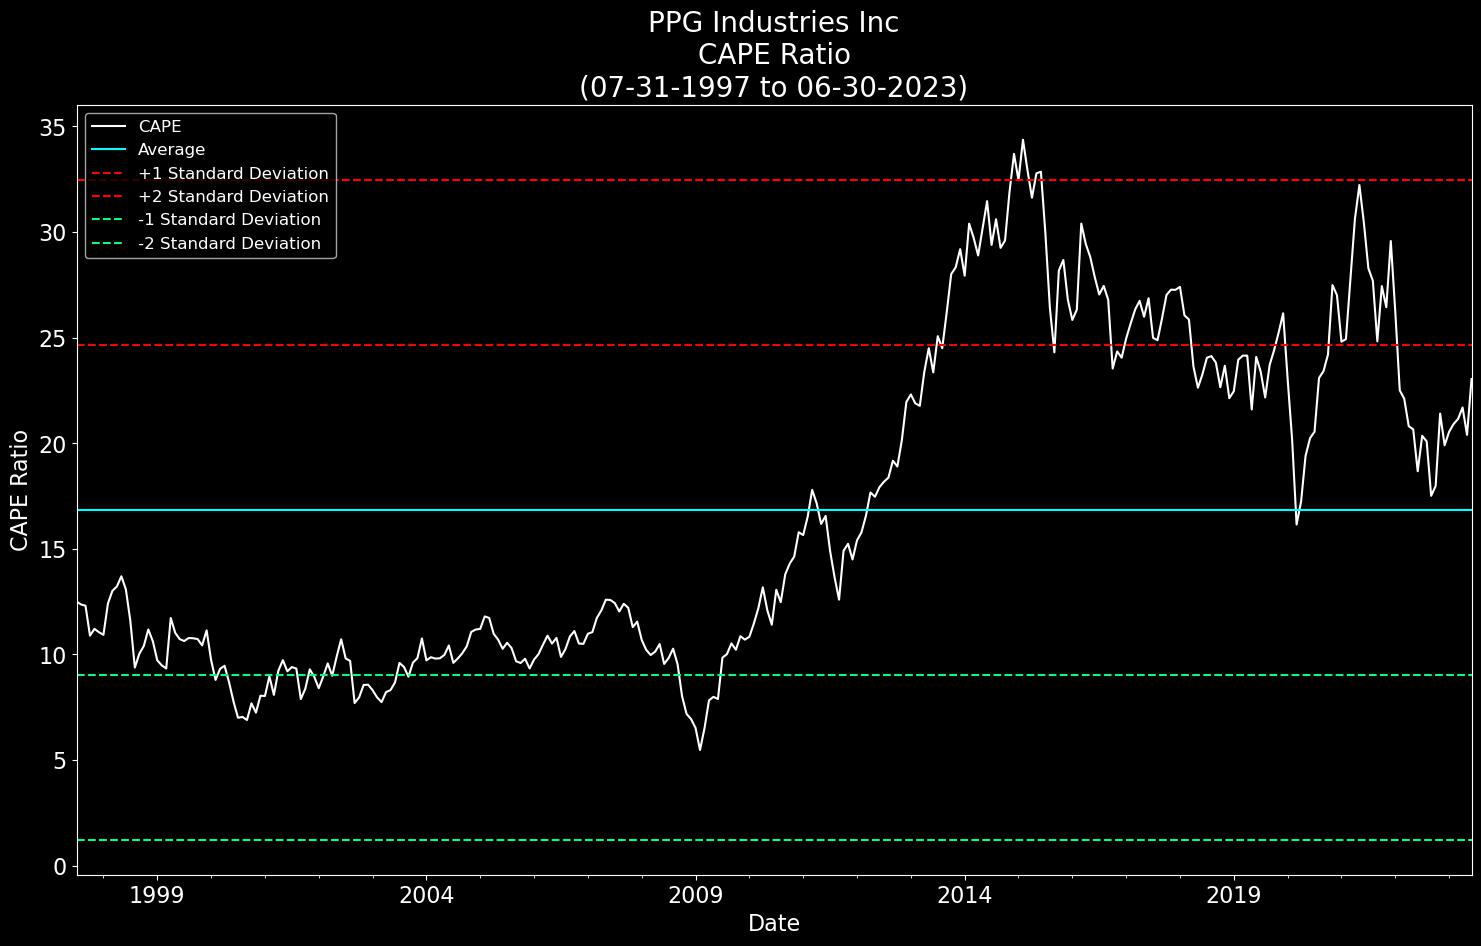 PPG Industries Inc
CAPE Ratio
(07-31-1997 to 06-30-2023)
CAPE
Average
+1 Standard Deviation
+2 Standard Deviation
-1 Standard Deviation
-2 Standard Deviation
35
30
25
20
15
10
5
0
CAPE Ratio
1999 2004 2009 2014 2019
Date